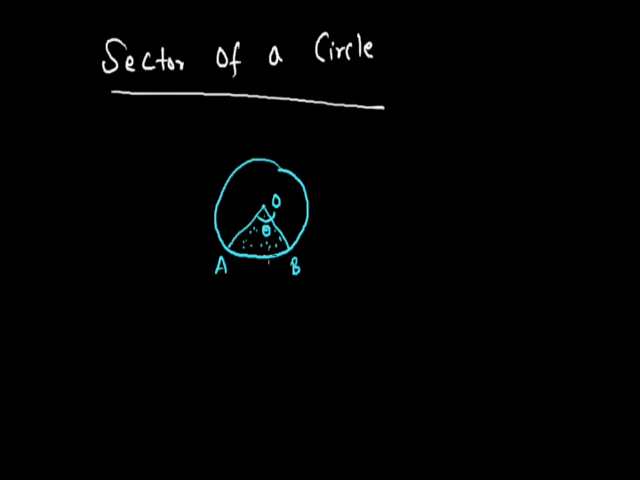 Sector Of a Circle
O
θ
A B